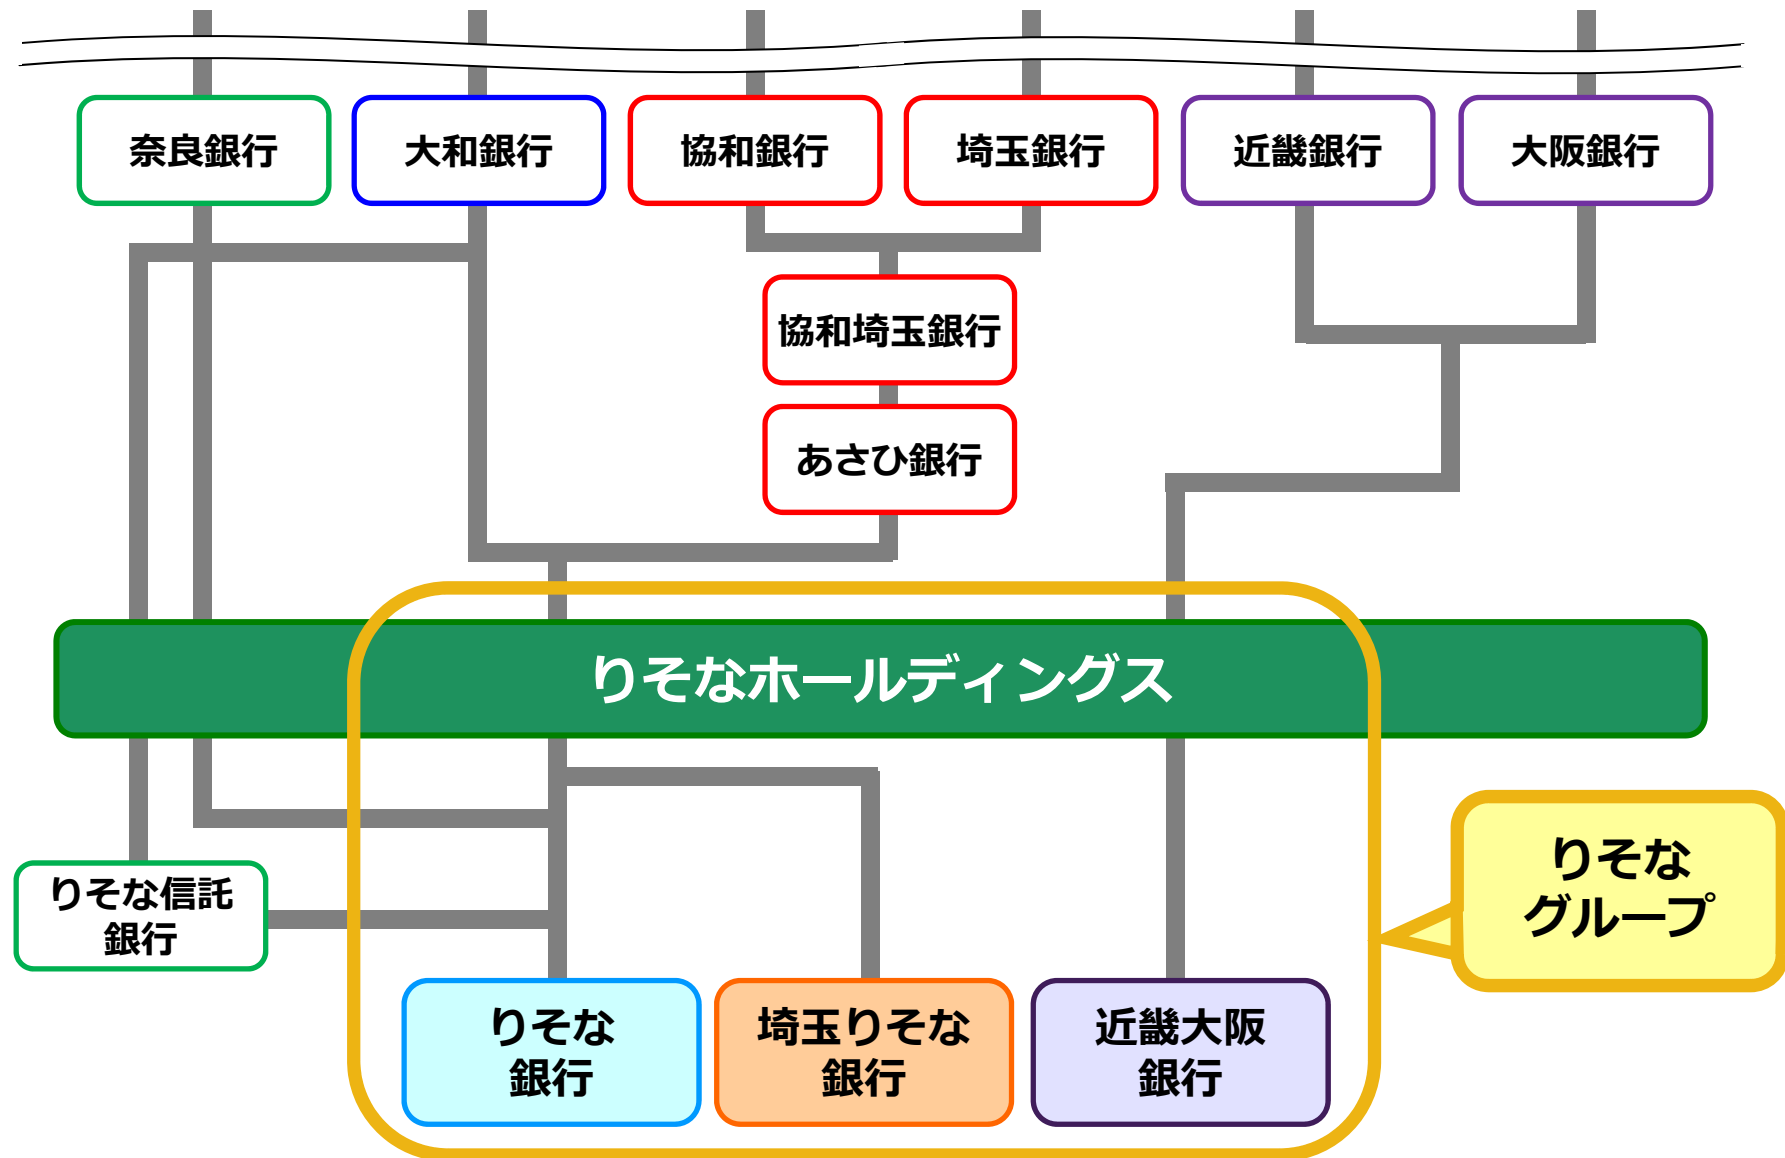 奈良銀行
大和銀行
協和銀行
埼玉銀行
近畿銀行
大阪銀行
協和埼玉銀行
あさひ銀行
りそなホールディングス
りそな
グループ
りそな信託
銀行
りそな
銀行
埼玉りそな
銀行
近畿大阪
銀行